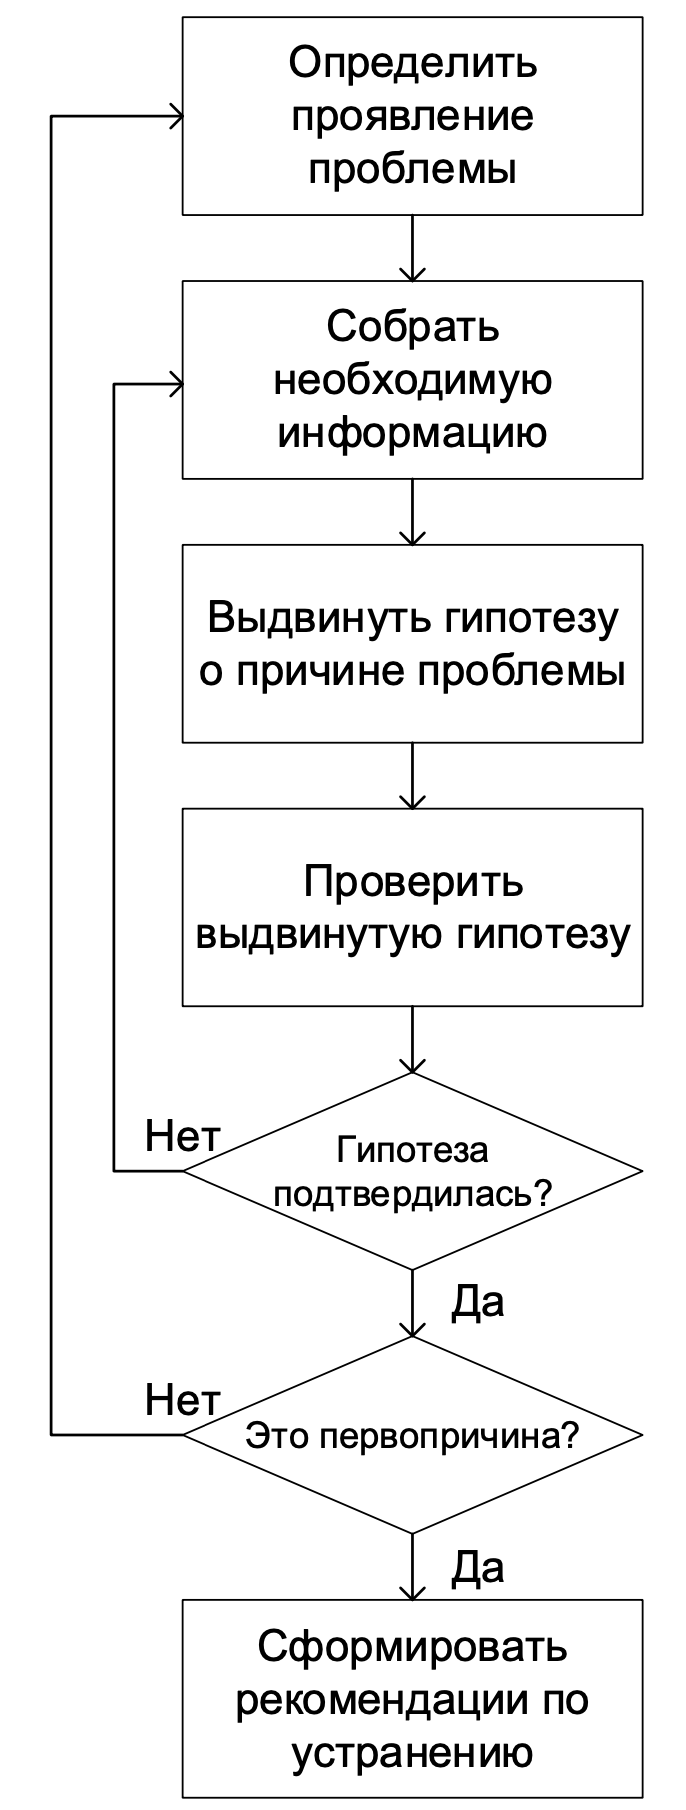 Определить
проявление
проблемы
Собрать
необходимую
информацию
Выдвинуть гипотезу
о причине проблемы
Проверить
выдвинутую гипотезу
Нет
Гипотеза
подтвердилась?
Да
Нет
Это первопричина?
Да
Сформировать
рекомендации по
устранению